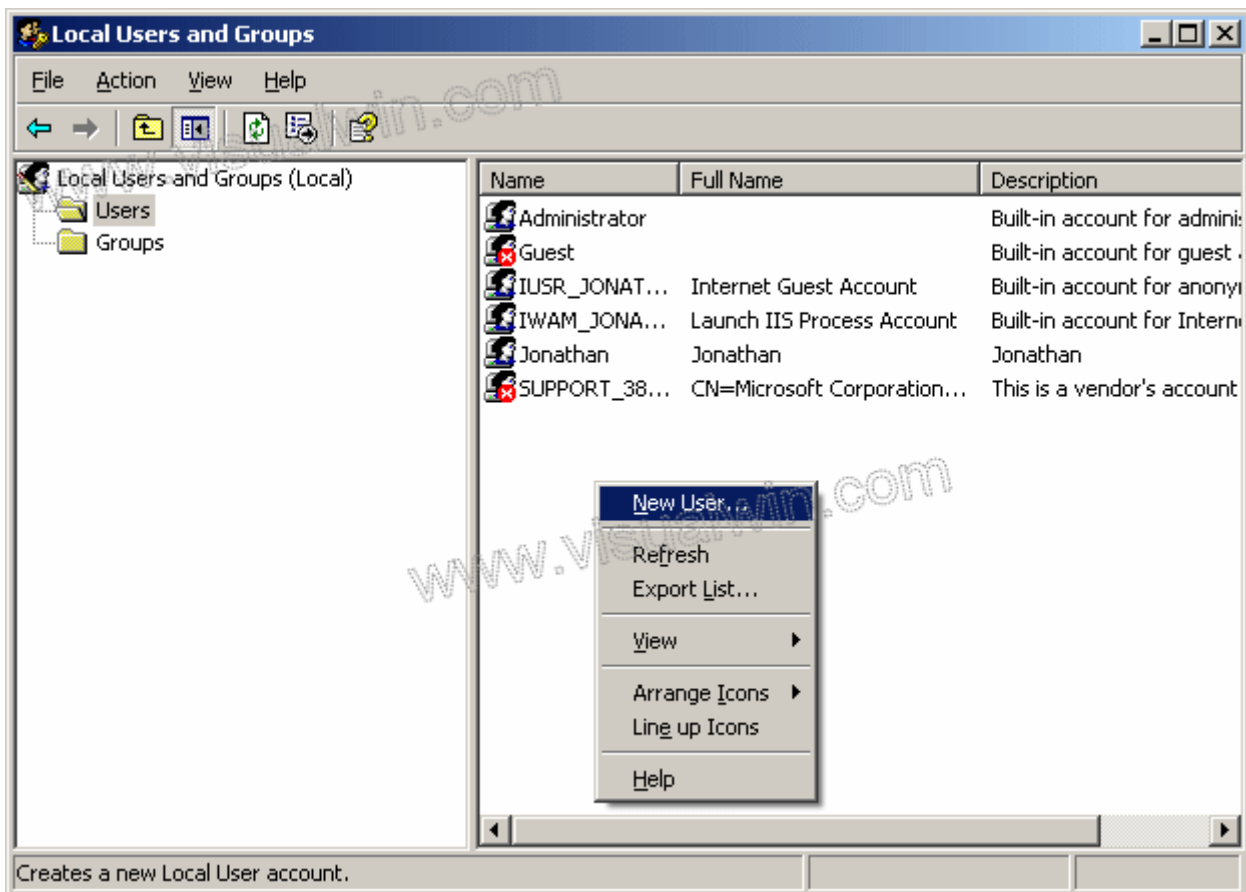 Local Users and Groups
File Action View Help
www.visualwin.com
Local Users and Groups (Local)
Users
Groups
Name Full Name Description
Administrator Built-in account for adminis
Guest Built-in account for guest
IUSR_JONAT... Internet Guest Account Built-in account for anony
IWAM_JONA... Launch IIS Process Account Built-in account for Intern
Jonathan Jonathan Jonathan
SUPPORT_38... CN=Microsoft Corporation... This is a vendor's account
www.visualwin.com
New User...
Refresh
Export List...
View
Arrange Icons
Line up Icons
Help
Creates a new Local User account.